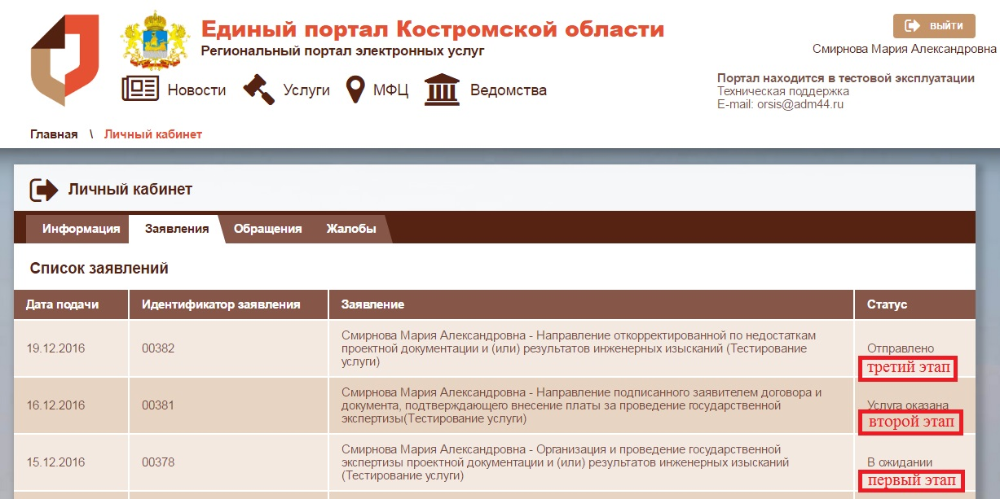 Единый портал Костромской области
Региональный портал электронных услуг
выйти
Смирнова Мария Александровна
Новости Услуги МФЦ Ведомства
Портал находится в тестовой эксплуатации
Техническая поддержка
E-mail: orsis@adm44.ru
Главная \ Личный кабинет
Личный кабинет
Информация Заявления Обращения Жалобы
Список заявлений
Дата подачи Идентификатор заявления Заявление Статус
19.12.2016
00382
Смирнова Мария Александровна - Направление откорректированной по недостаткам
проектной документации и (или) результатов инженерных изысканий (Тестирование
услуги)
Отправлено
третий этап
16.12.2016
00381
Смирнова Мария Александровна - Направление подписанного заявителем договора и
документа, подтверждающего внесение платы за проведение государственной
экспертизы(Тестирование услуги)
Услуга оказана
второй этап
15.12.2016
00378
Смирнова Мария Александровна - Организация и проведение государственной
экспертизы проектной документации и (или) результатов инженерных изысканий
(Тестирование услуги)
В ожидании
первый этап